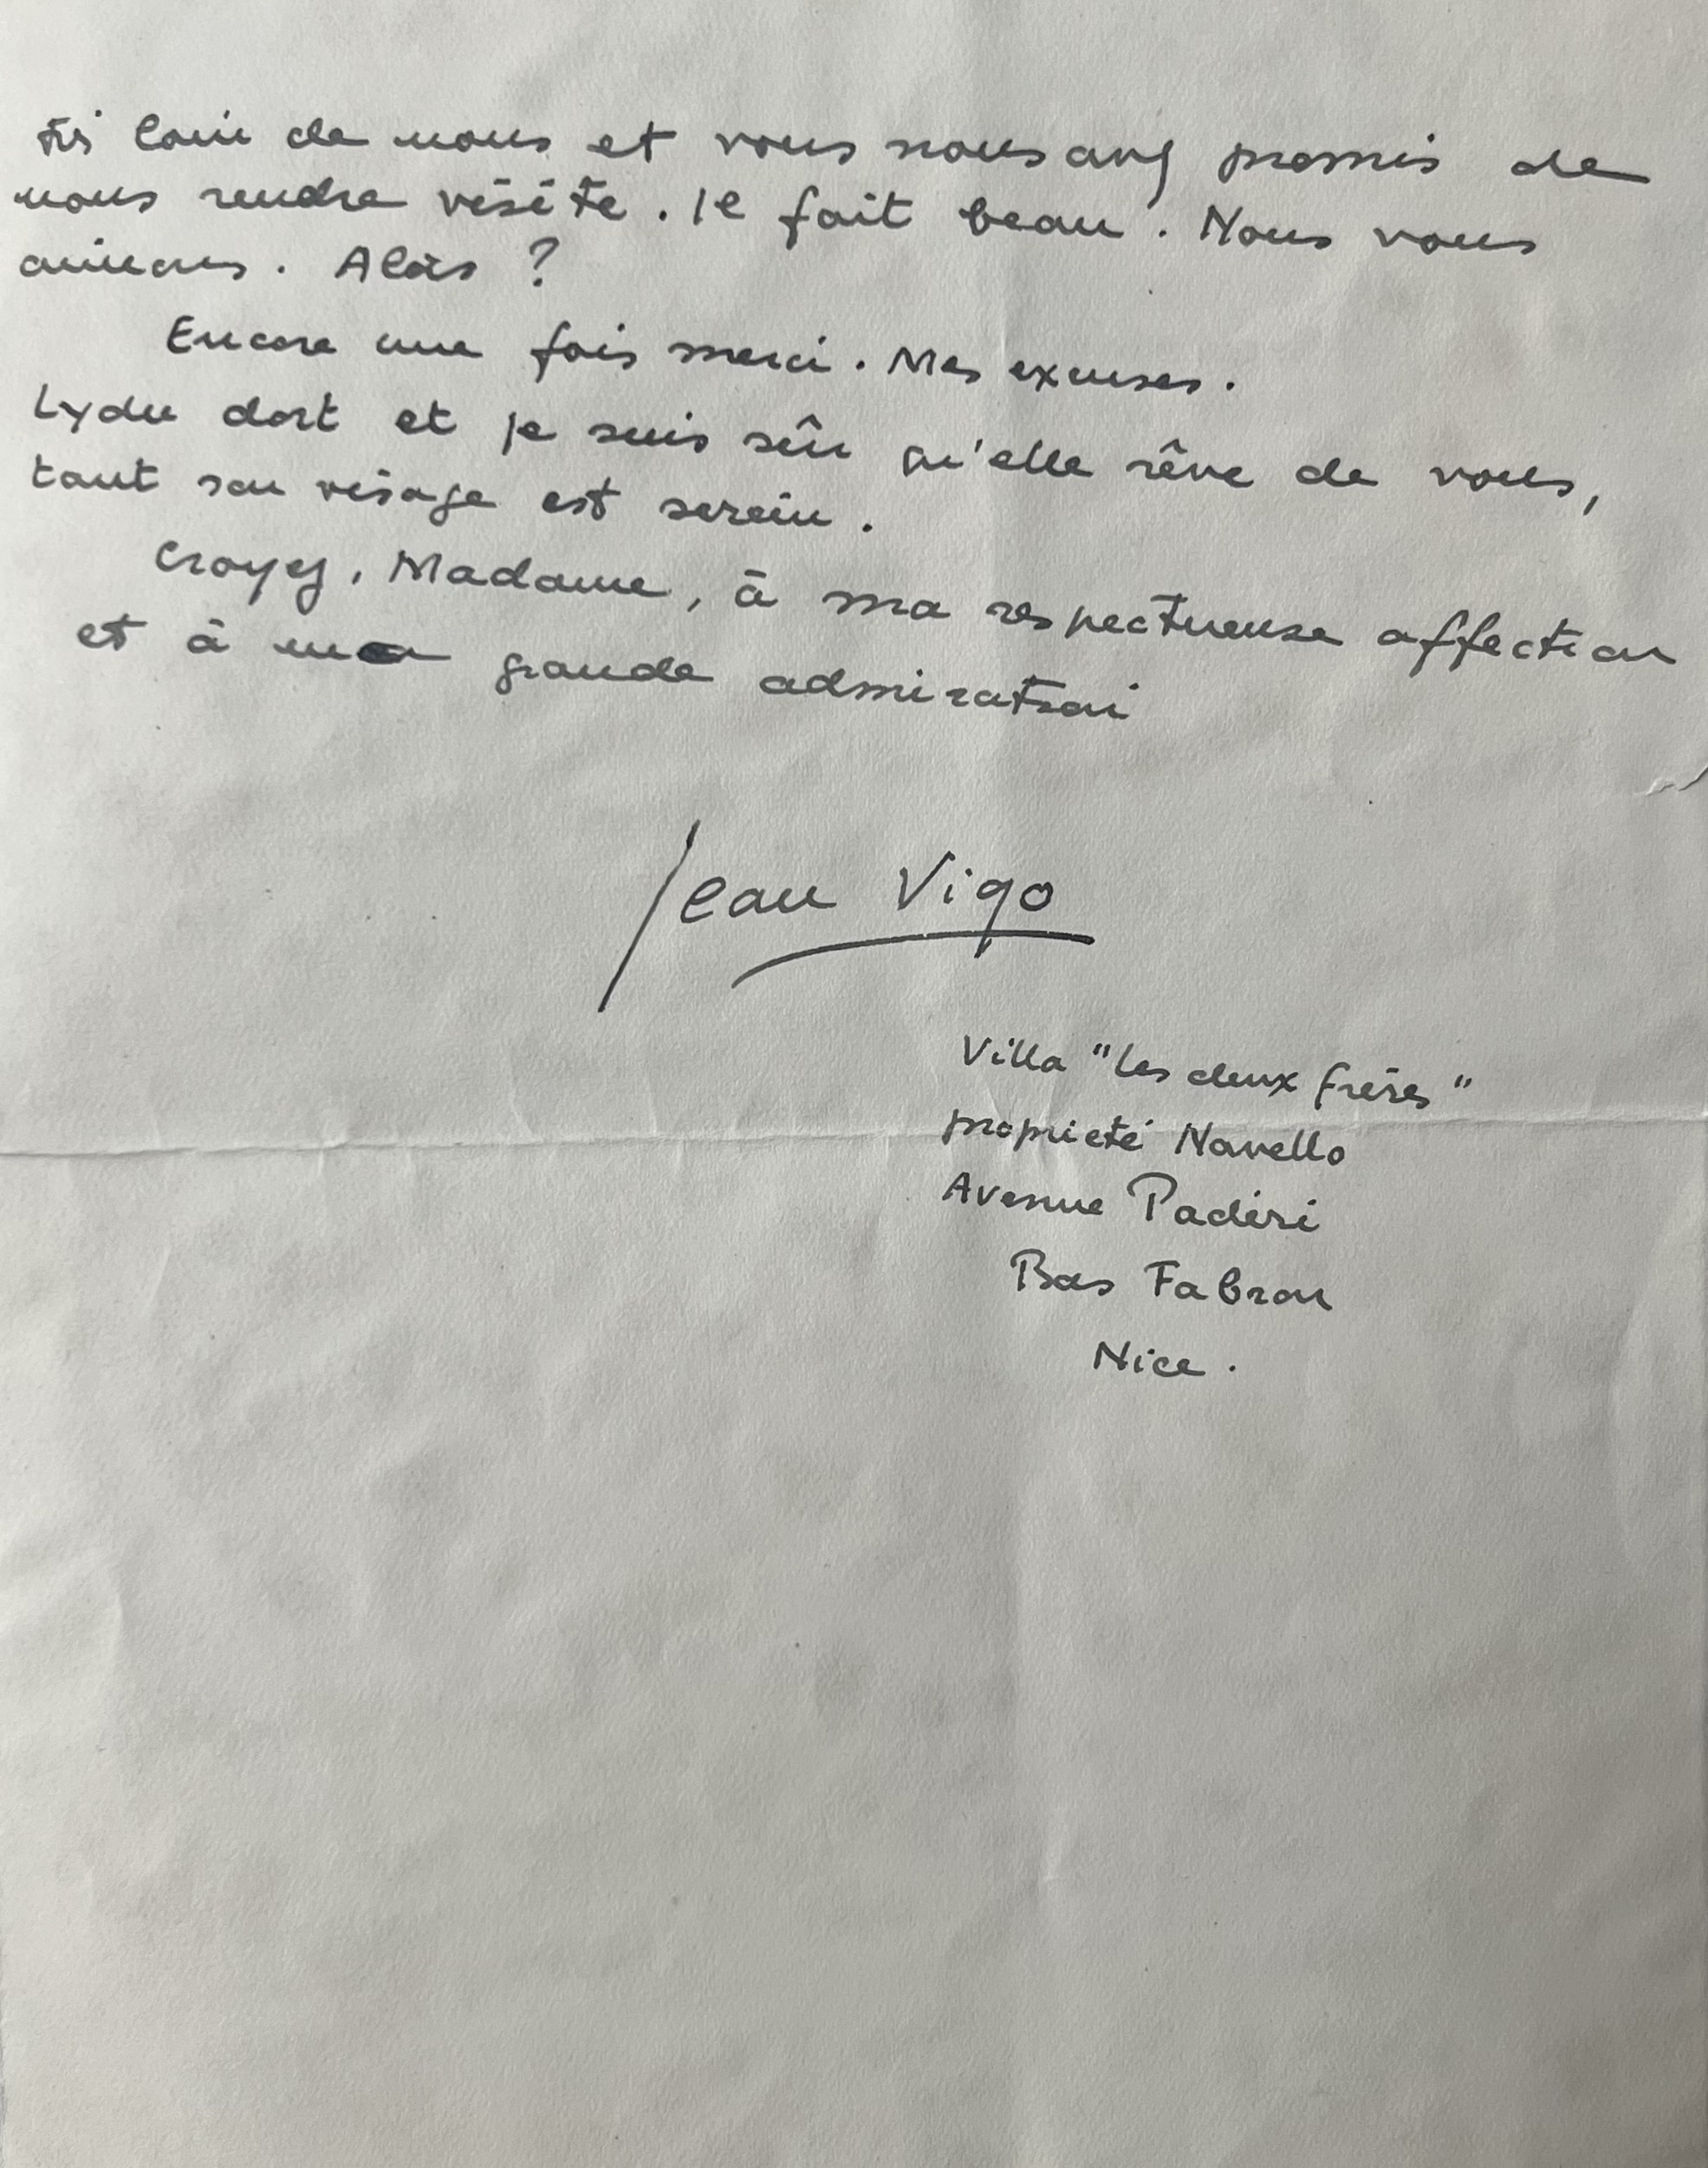 très loin de nous et vous nous avez promis de
nous rendre visite. Il fait beau. Nous vous
aimons. Alors ?
Encore une fois merci. Mes excuses.
Lydu dort et je suis sûr qu'elle rêve de vous,
tant son visage est serein.
Croyez, Madame, à ma respectueuse affection
et à ma grande admiration
Jean Vigo
Villa "Les deux frères"
propriété Navello
Avenue Padéri
Bas Fabron
Nice.